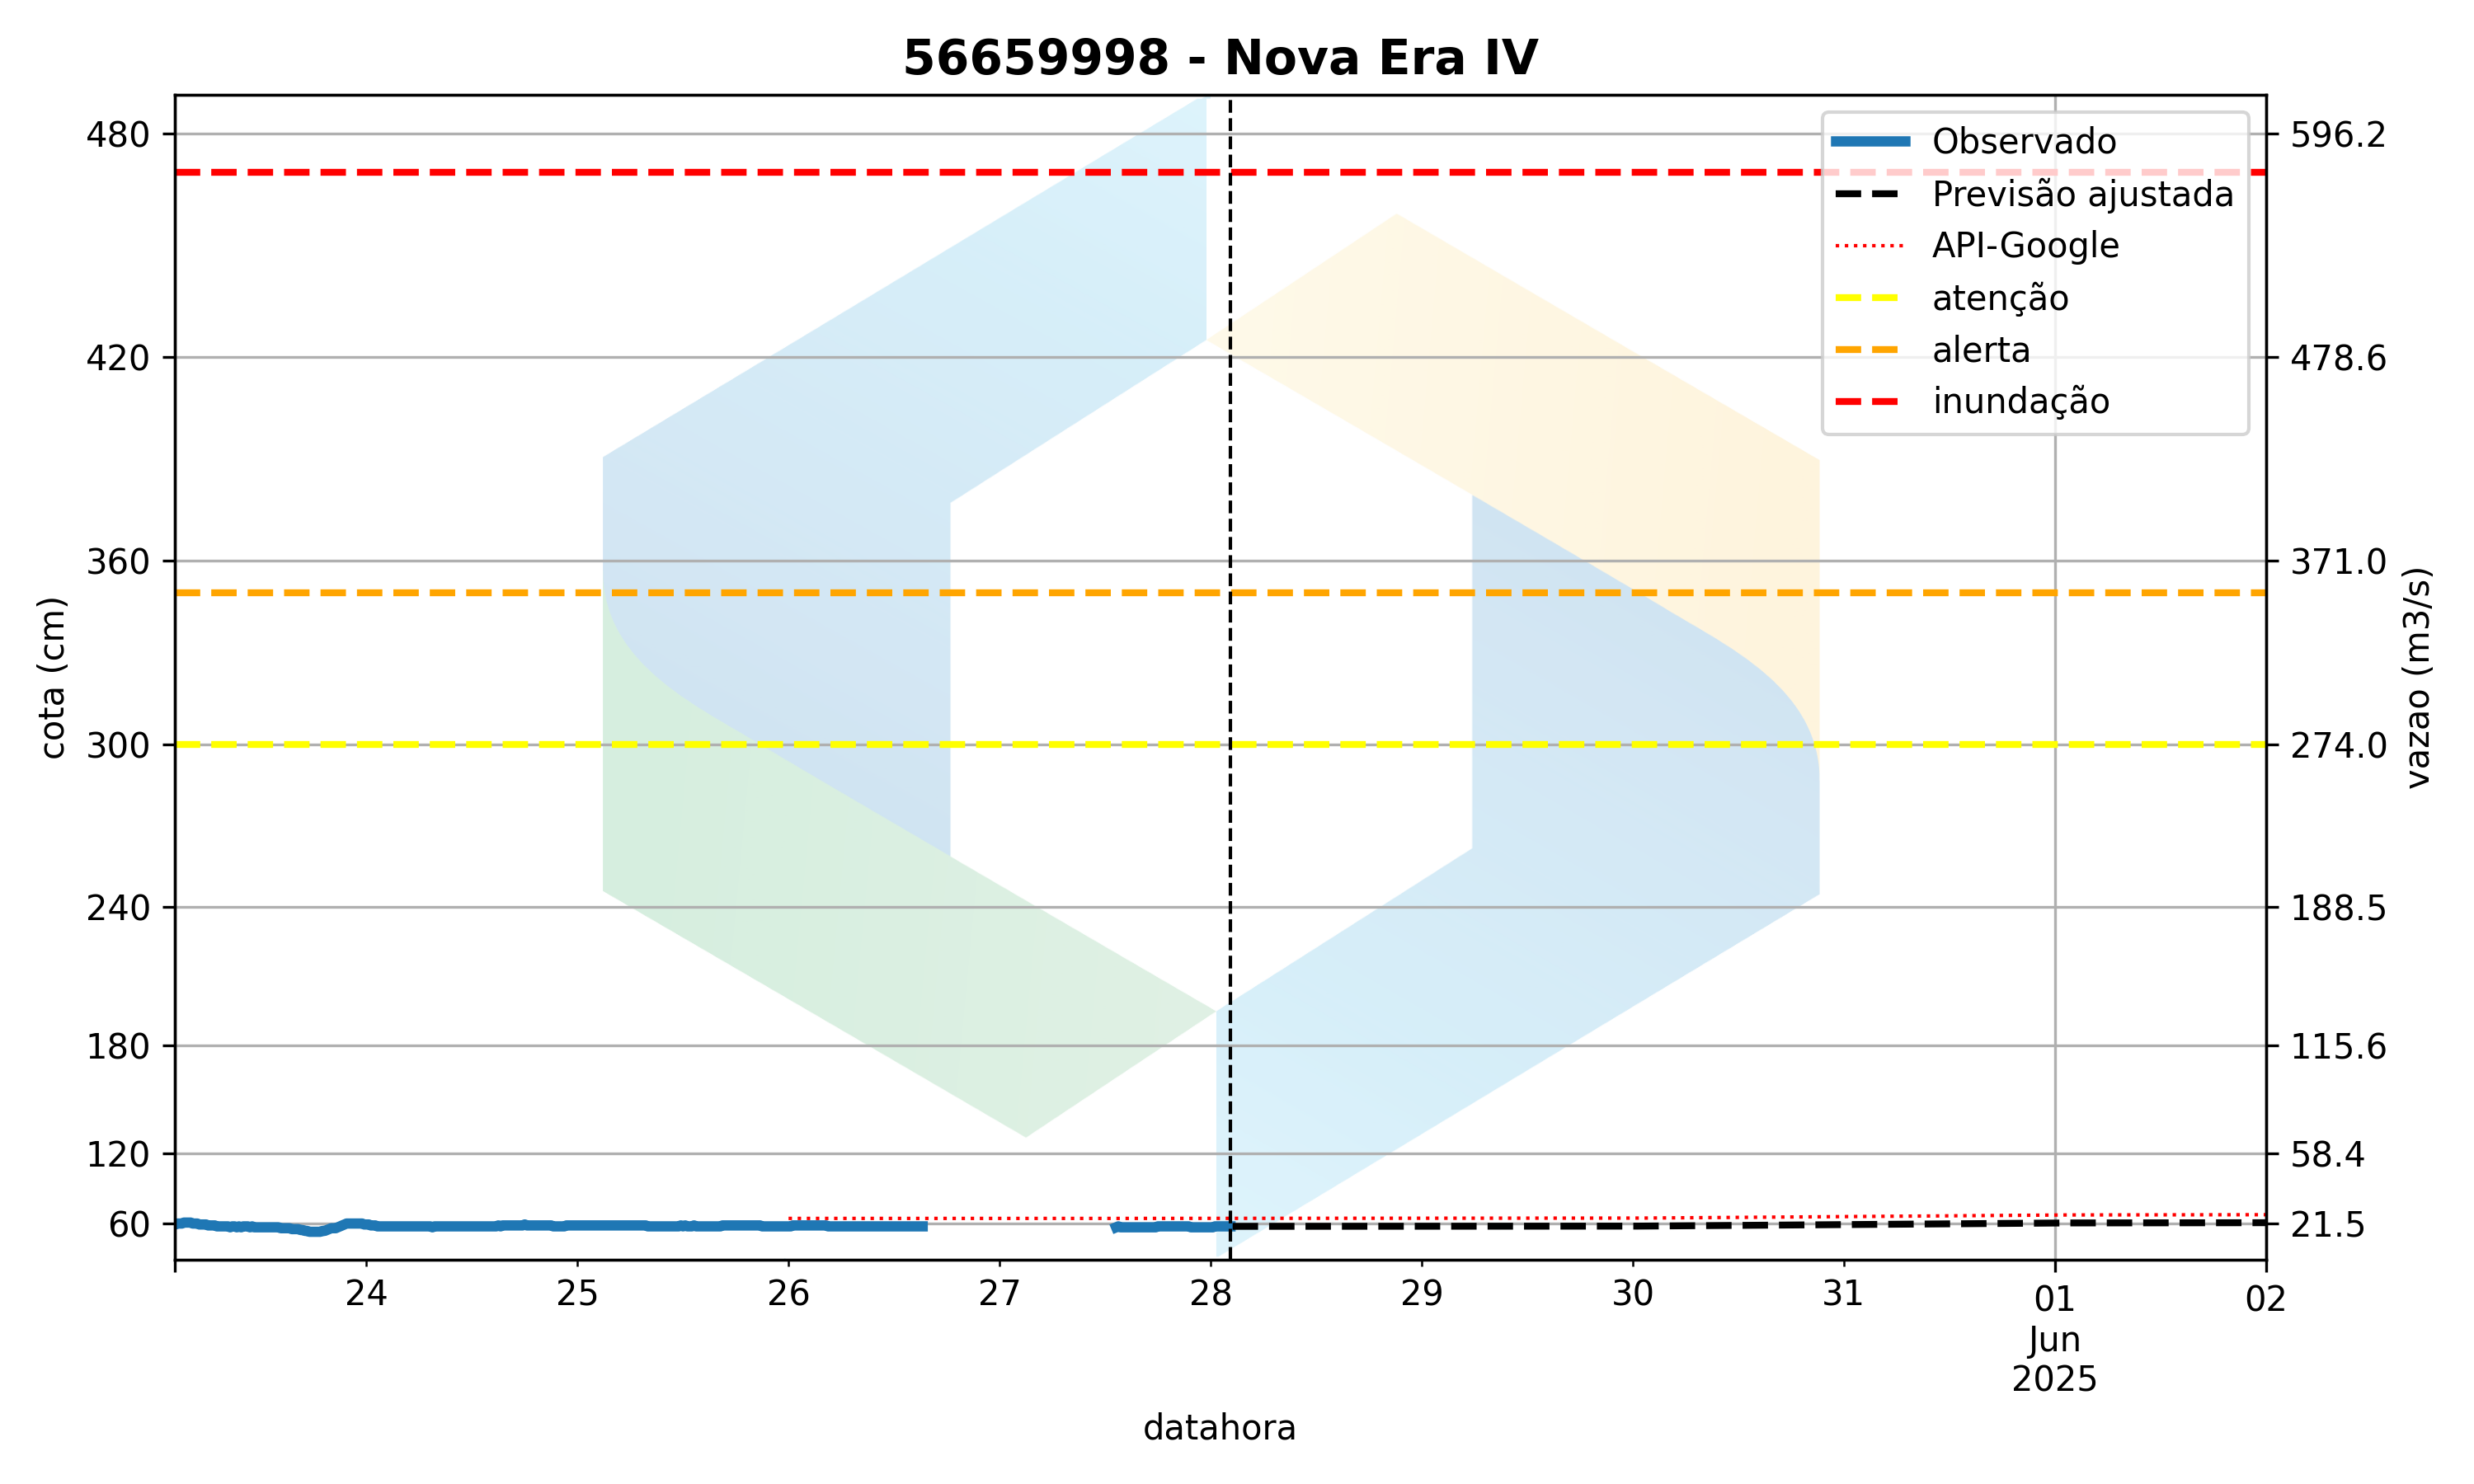 56659998 - Nova Era IV
480
420
360
300
240
180
120
60
cota (cm)
596.2
478.6
371.0
274.0
188.5
115.6
58.4
21.5
vazao (m3/s)
Observado
Previsão ajustada
API-Google
atenção
alerta
inundação
24 25 26 27 28 29 30 31 01 02
Jun
2025
datahora